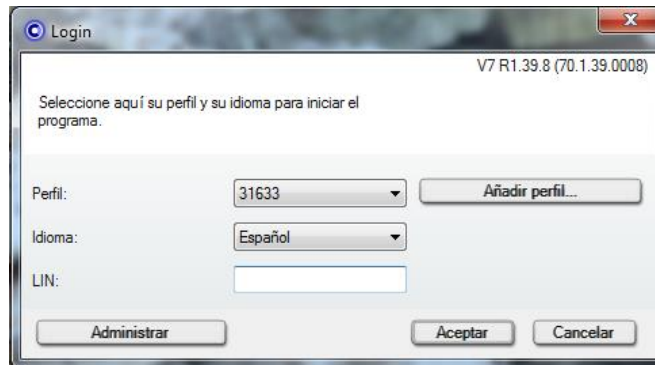 Login
V7 R1.39.8 (70.1.39.0008)
Seleccione aquí su perfil y su idioma para iniciar el
programa.
Perfil: 31633 Añadir perfil...
Idioma: Español
LIN:
Administrar Aceptar Cancelar